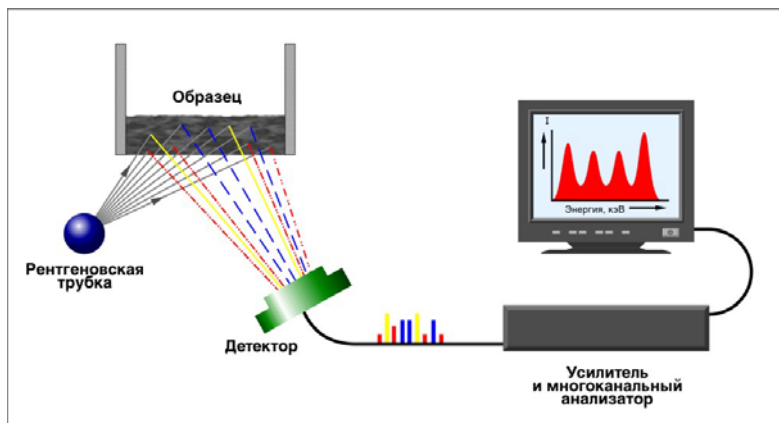 Образец
I
Энергия, кэВ
Рентгеновская
трубка
Детектор
Усилитель
и многоканальный
анализатор